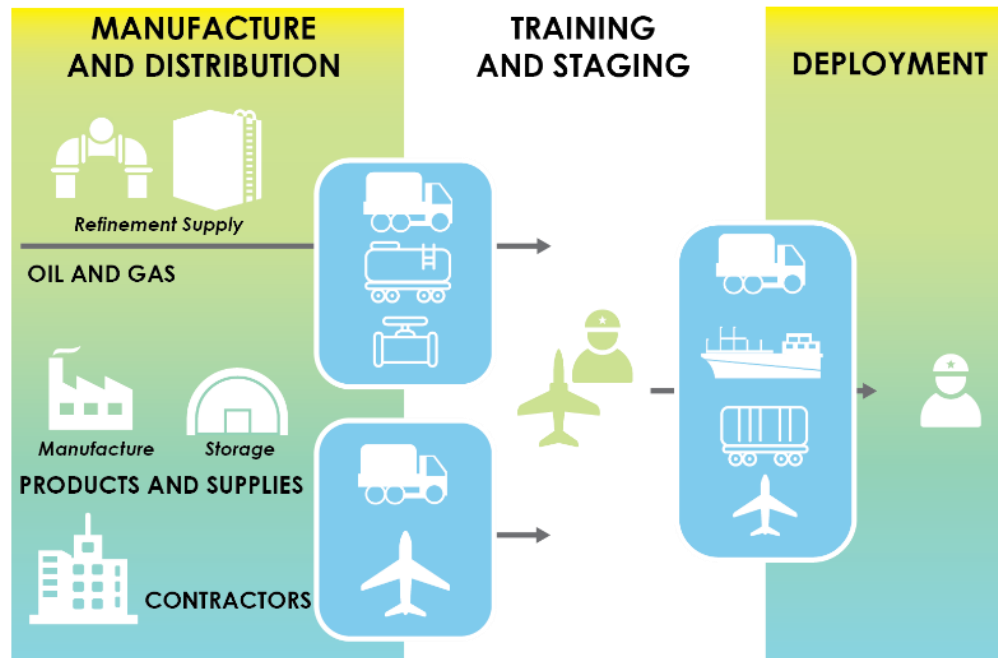 MANUFACTURE
AND DISTRIBUTION
TRAINING
AND STAGING
DEPLOYMENT
Refinement Supply
OIL AND GAS
Manufacture
Storage
PRODUCTS AND SUPPLIES
CONTRACTORS